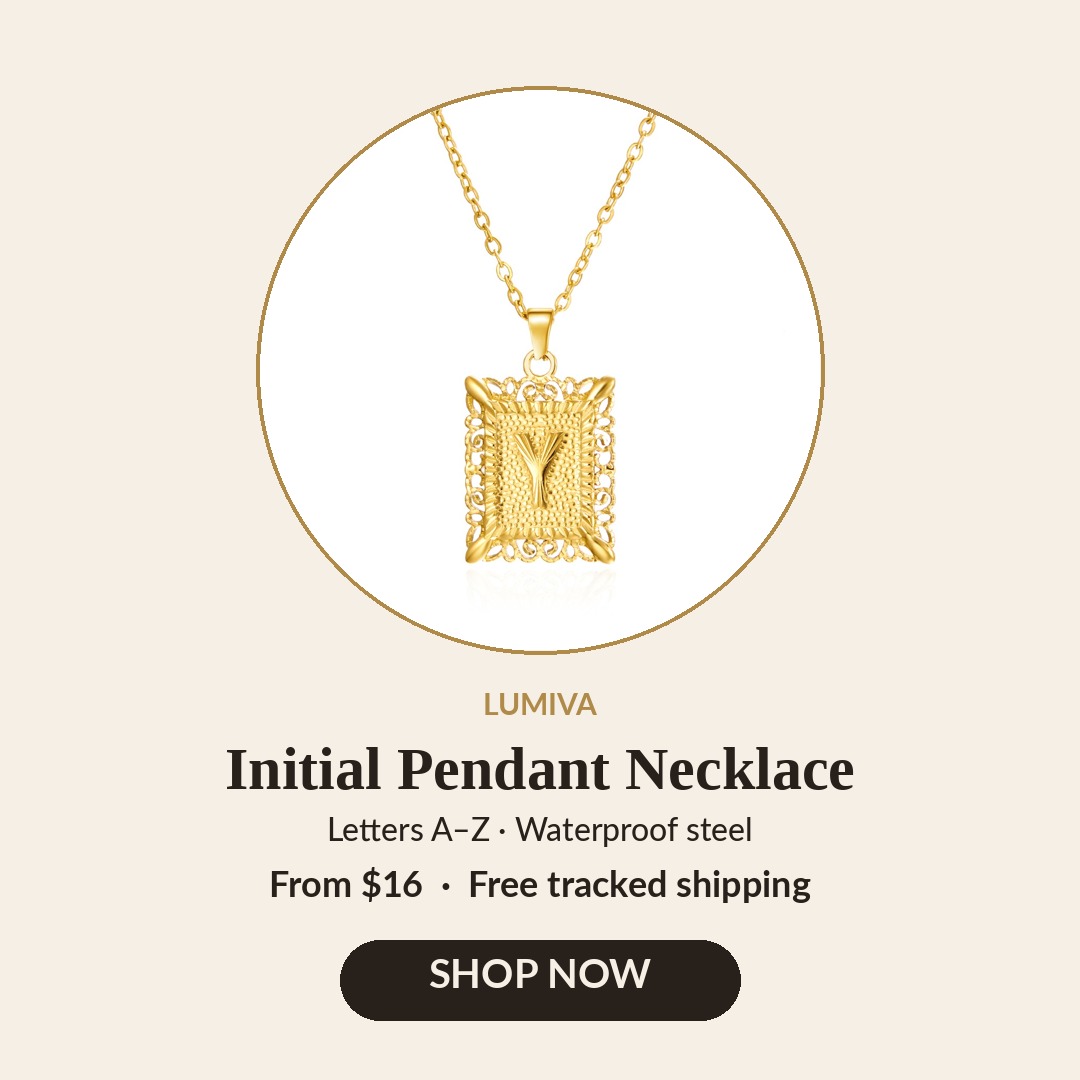 Y
LUMIVA
Initial Pendant Necklace
Letters A–Z · Waterproof steel
From $16 · Free tracked shipping
SHOP NOW